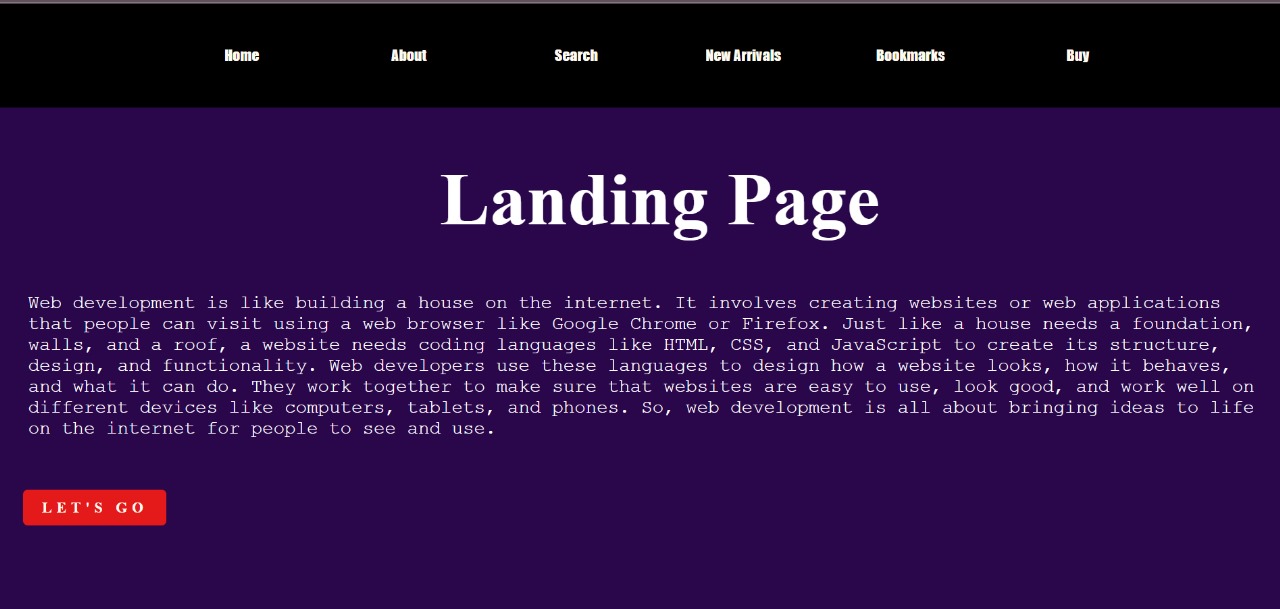 Home About Search New Arrivals Bookmarks Buy
Landing Page
Web development is like building a house on the internet. It involves creating websites or web applications
that people can visit using a web browser like Google Chrome or Firefox. Just like a house needs a foundation,
walls, and a roof, a website needs coding languages like HTML, CSS, and JavaScript to create its structure,
design, and functionality. Web developers use these languages to design how a website looks, how it behaves,
and what it can do. They work together to make sure that websites are easy to use, look good, and work well on
different devices like computers, tablets, and phones. So, web development is all about bringing ideas to life
on the internet for people to see and use.
LET'S GO